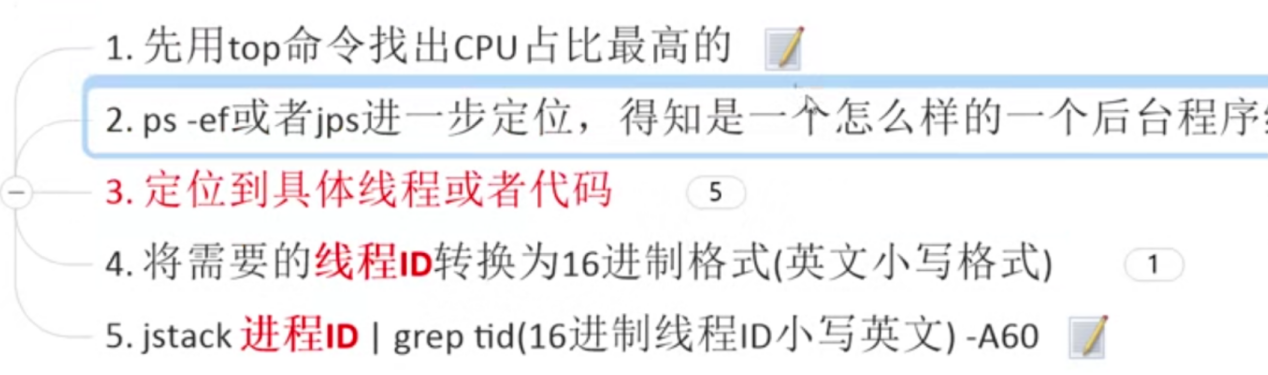 1. 先用top命令找出CPU占比最高的
2. ps -ef或者jps进一步定位，得知是一个怎么样的一个后台程序
3. 定位到具体线程或者代码 5
4. 将需要的线程ID转换为16进制格式(英文小写格式) 1
5. jstack 进程ID | grep tid(16进制线程ID小写英文) -A60